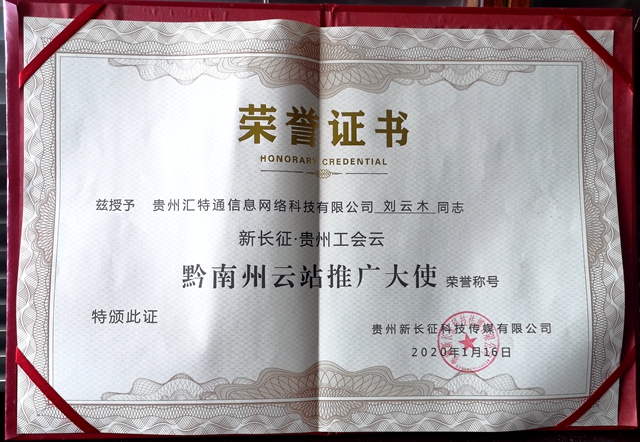 荣誉证书
HONORARY CREDENTIAL
兹授予 贵州汇特通信息网络科技有限公司 刘云木 同志
新长征·贵州工会云
黔南州云站推广大使 荣誉称号
特颁此证
贵州新长征科技传媒有限公司
2020年1月16日